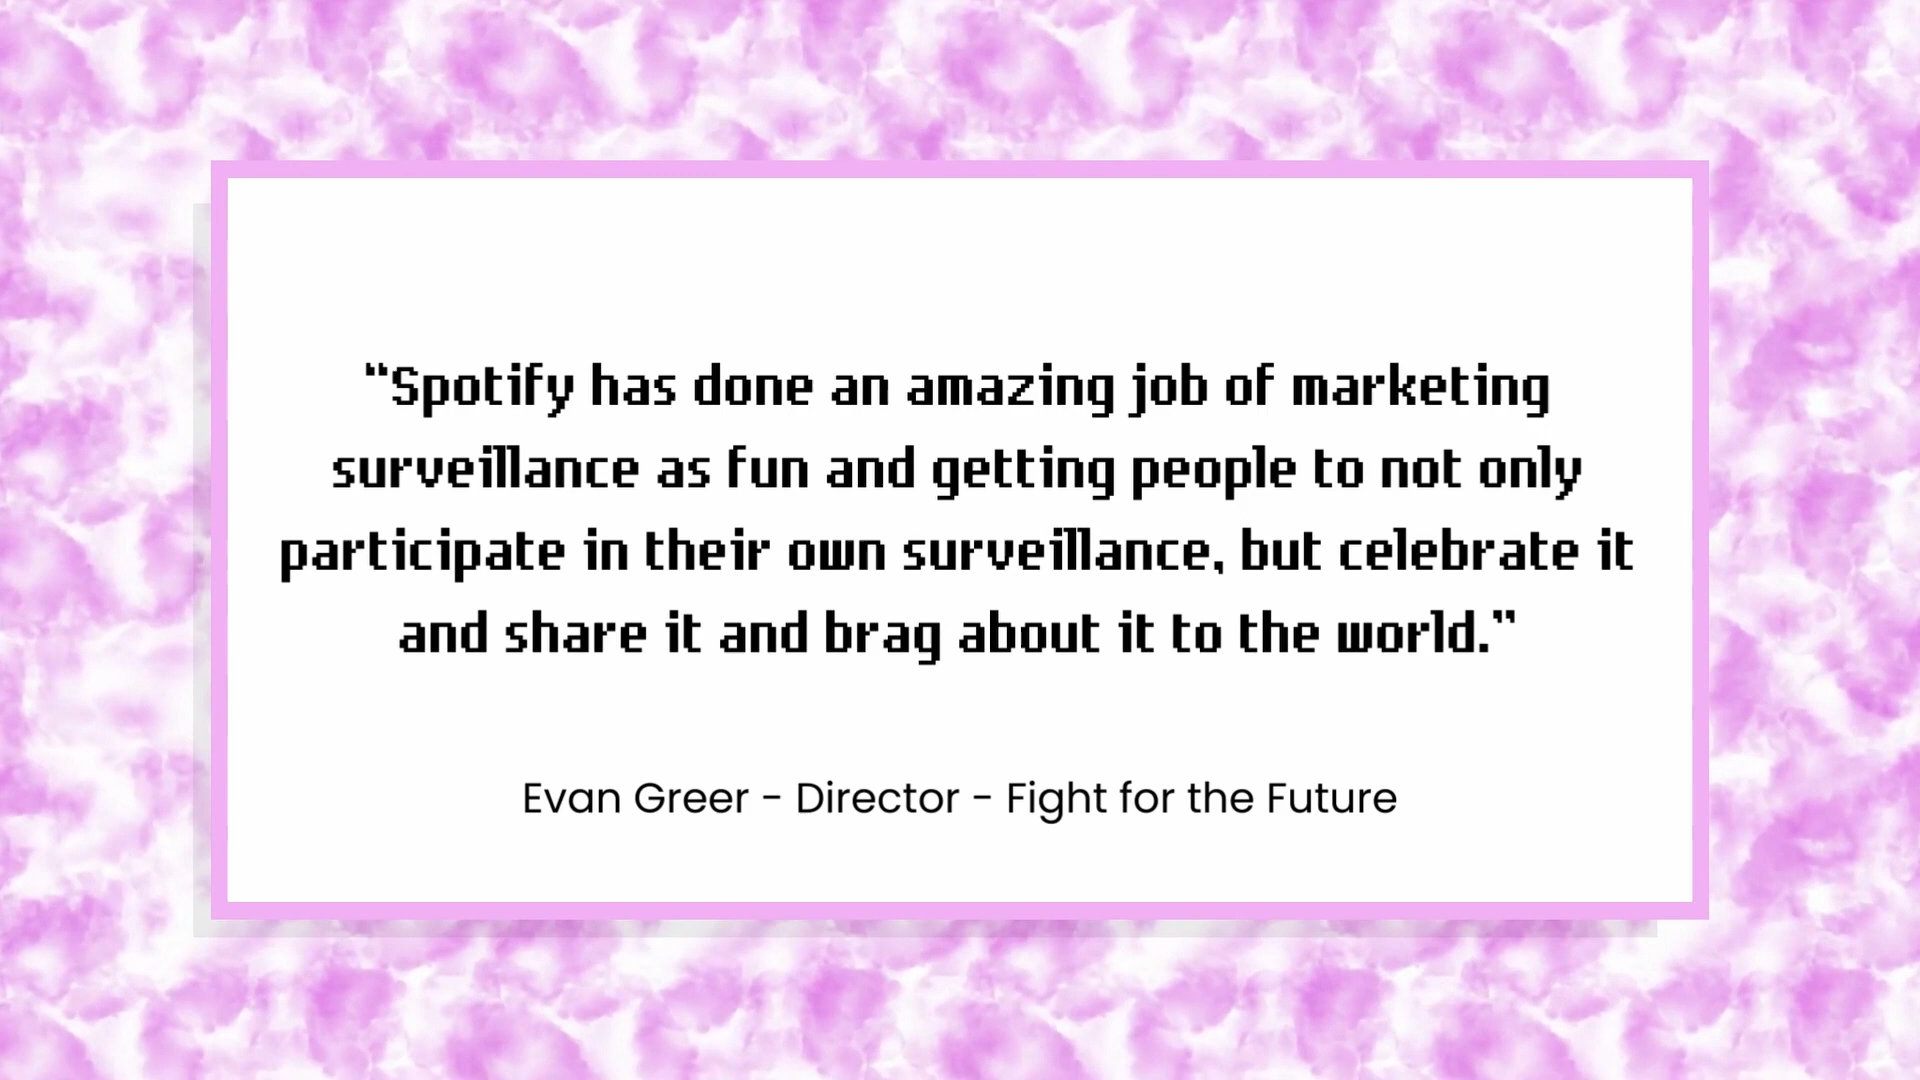 “Spotify has done an amazing job of marketing
surveillance as fun and getting people to not only
participate in their own surveillance, but celebrate it
and share it and brag about it to the world.”
Evan Greer - Director - Fight for the Future